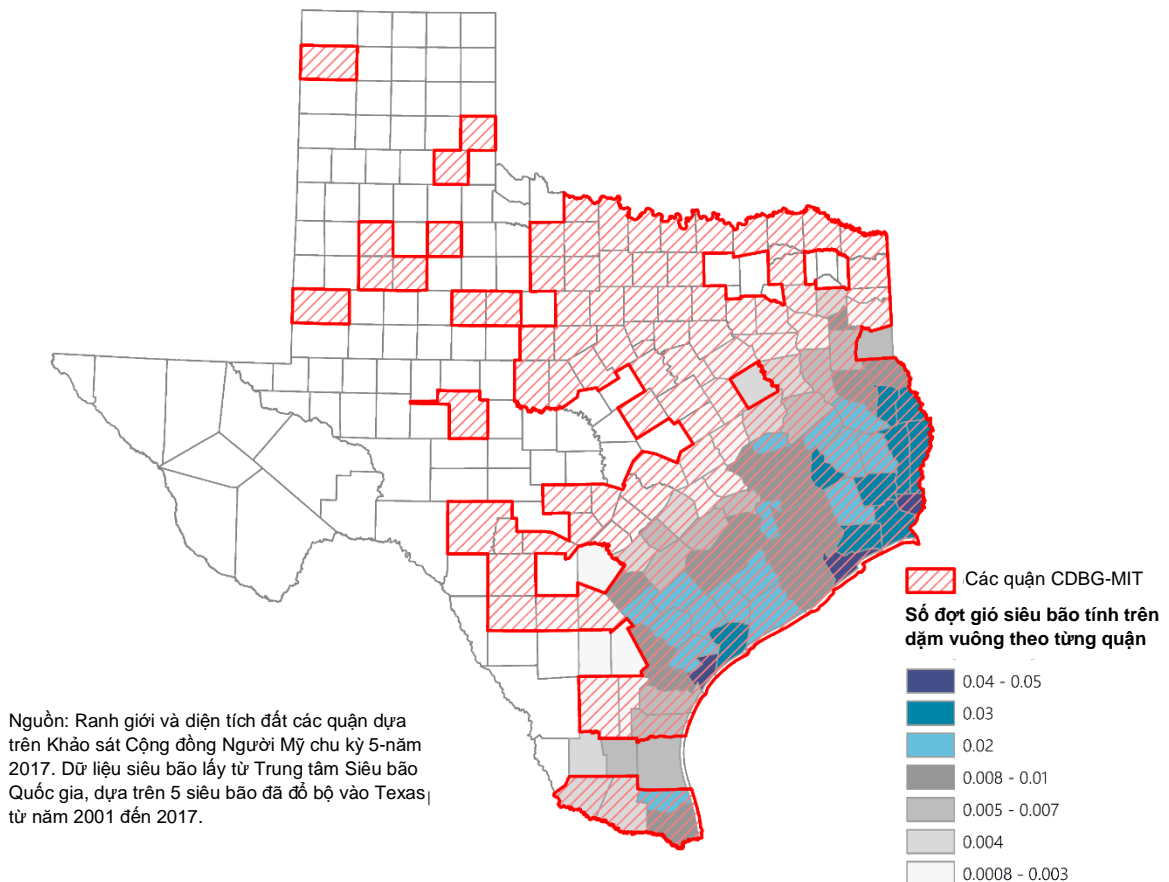 Các quận CDBG-MIT
Số đợt gió siêu bão tính trên
dặm vuông theo từng quận
0.04 - 0.05
0.03
0.02
0.008 - 0.01
0.005 - 0.007
0.004
0.0008 - 0.003
Nguồn: Ranh giới và diện tích đất các quận dựa
trên Khảo sát Cộng đồng Người Mỹ chu kỳ 5-năm
2017. Dữ liệu siêu bão lấy từ Trung tâm Siêu bão
Quốc gia, dựa trên 5 siêu bão đã đổ bộ vào Texas
từ năm 2001 đến 2017.